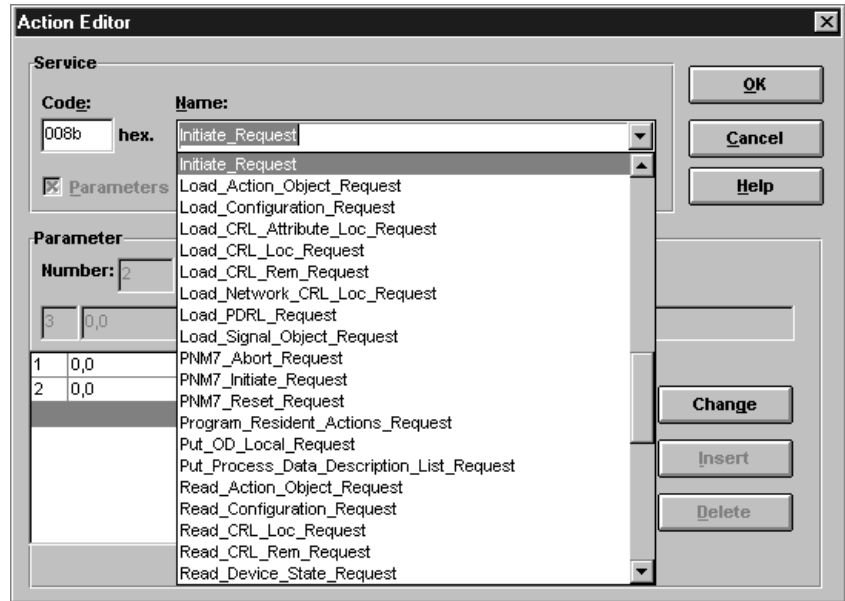 Action Editor
Service
Code:
Name:
008b
hex.
Initiate_Request
Parameters
OK
Cancel
Help
Initiate_Request
Load_Action_Object_Request
Load_Configuration_Request
Load_CRL_Attribute_Loc_Request
Load_CRL_Loc_Request
Load_CRL_Rem_Request
Load_Network_CRL_Loc_Request
Load_PDRL_Request
Load_Signal_Object_Request
PNM7_Abort_Request
PNM7_Initiate_Request
PNM7_Reset_Request
Program_Resident_Actions_Request
Put_OD_Local_Request
Put_Process_Data_Description_List_Request
Read_Action_Object_Request
Read_Configuration_Request
Read_CRL_Loc_Request
Read_CRL_Rem_Request
Read_Device_State_Request
Parameter
Number: 2
3 0,0
1 0,0
2 0,0
Change
Insert
Delete